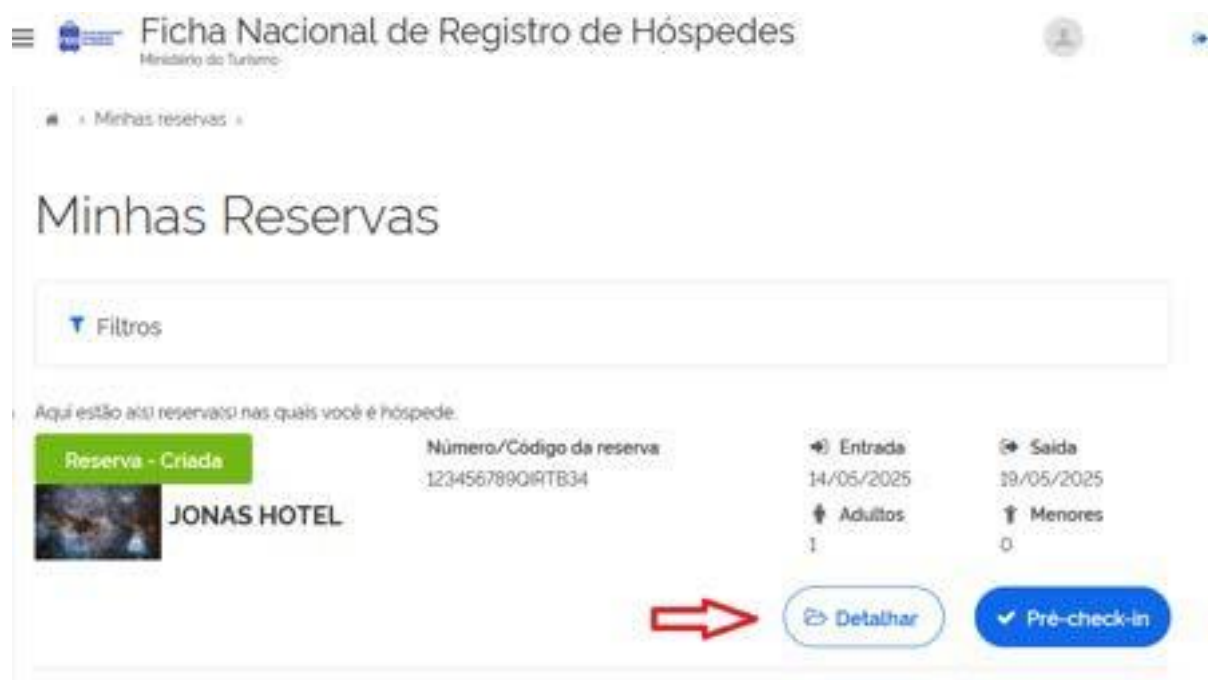 Ficha Nacional de Registro de Hóspedes
Ministério do Turismo
Minhas reservas
Minhas Reservas
Filtros
Aqui estão a(s) reserva(s) nas quais você é hóspede.
Reserva - Criada
JONAS HOTEL
Número/Código da reserva
123456789QIRTB34
Entrada
14/05/2025
Saída
19/05/2025
Adultos
1
Menores
0
Detalhar
Pré-check-in